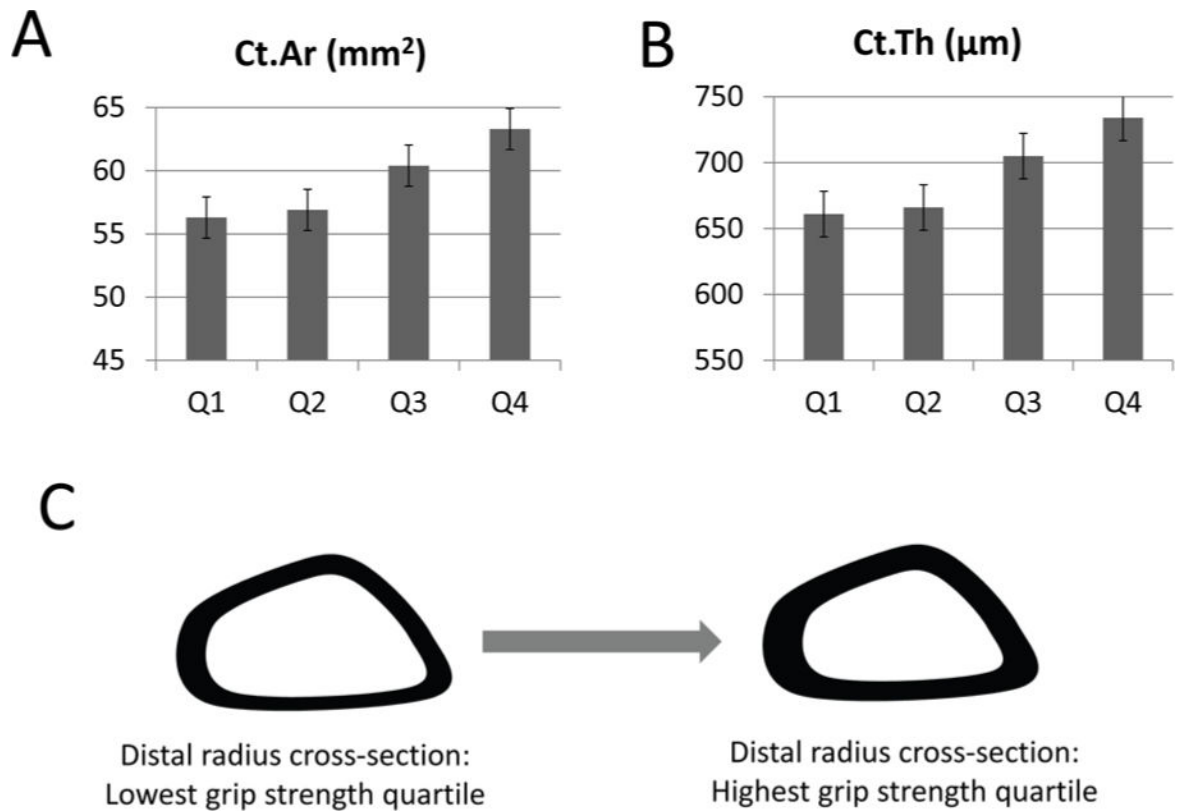 A
Ct.Ar (mm²)
65
60
55
50
45
Q1 Q2 Q3 Q4
B
Ct.Th (µm)
750
700
650
600
550
Q1 Q2 Q3 Q4
C
Distal radius cross-section:
Lowest grip strength quartile
Distal radius cross-section:
Highest grip strength quartile